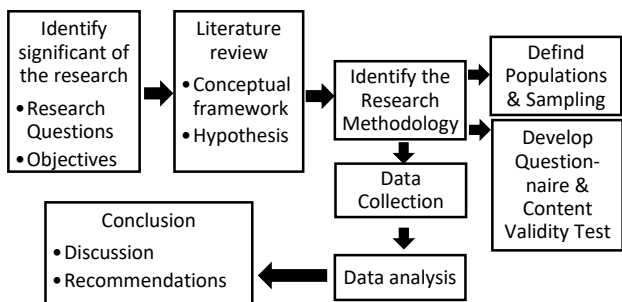 Identify
significant of
the research
• Research
Questions
• Objectives
Literature
review
• Conceptual
framework
• Hypothesis
Identify the
Research
Methodology
Defind
Populations
& Sampling
Develop
Question-
naire &
Content
Validity Test
Data
Collection
Data analysis
Conclusion
• Discussion
• Recommendations